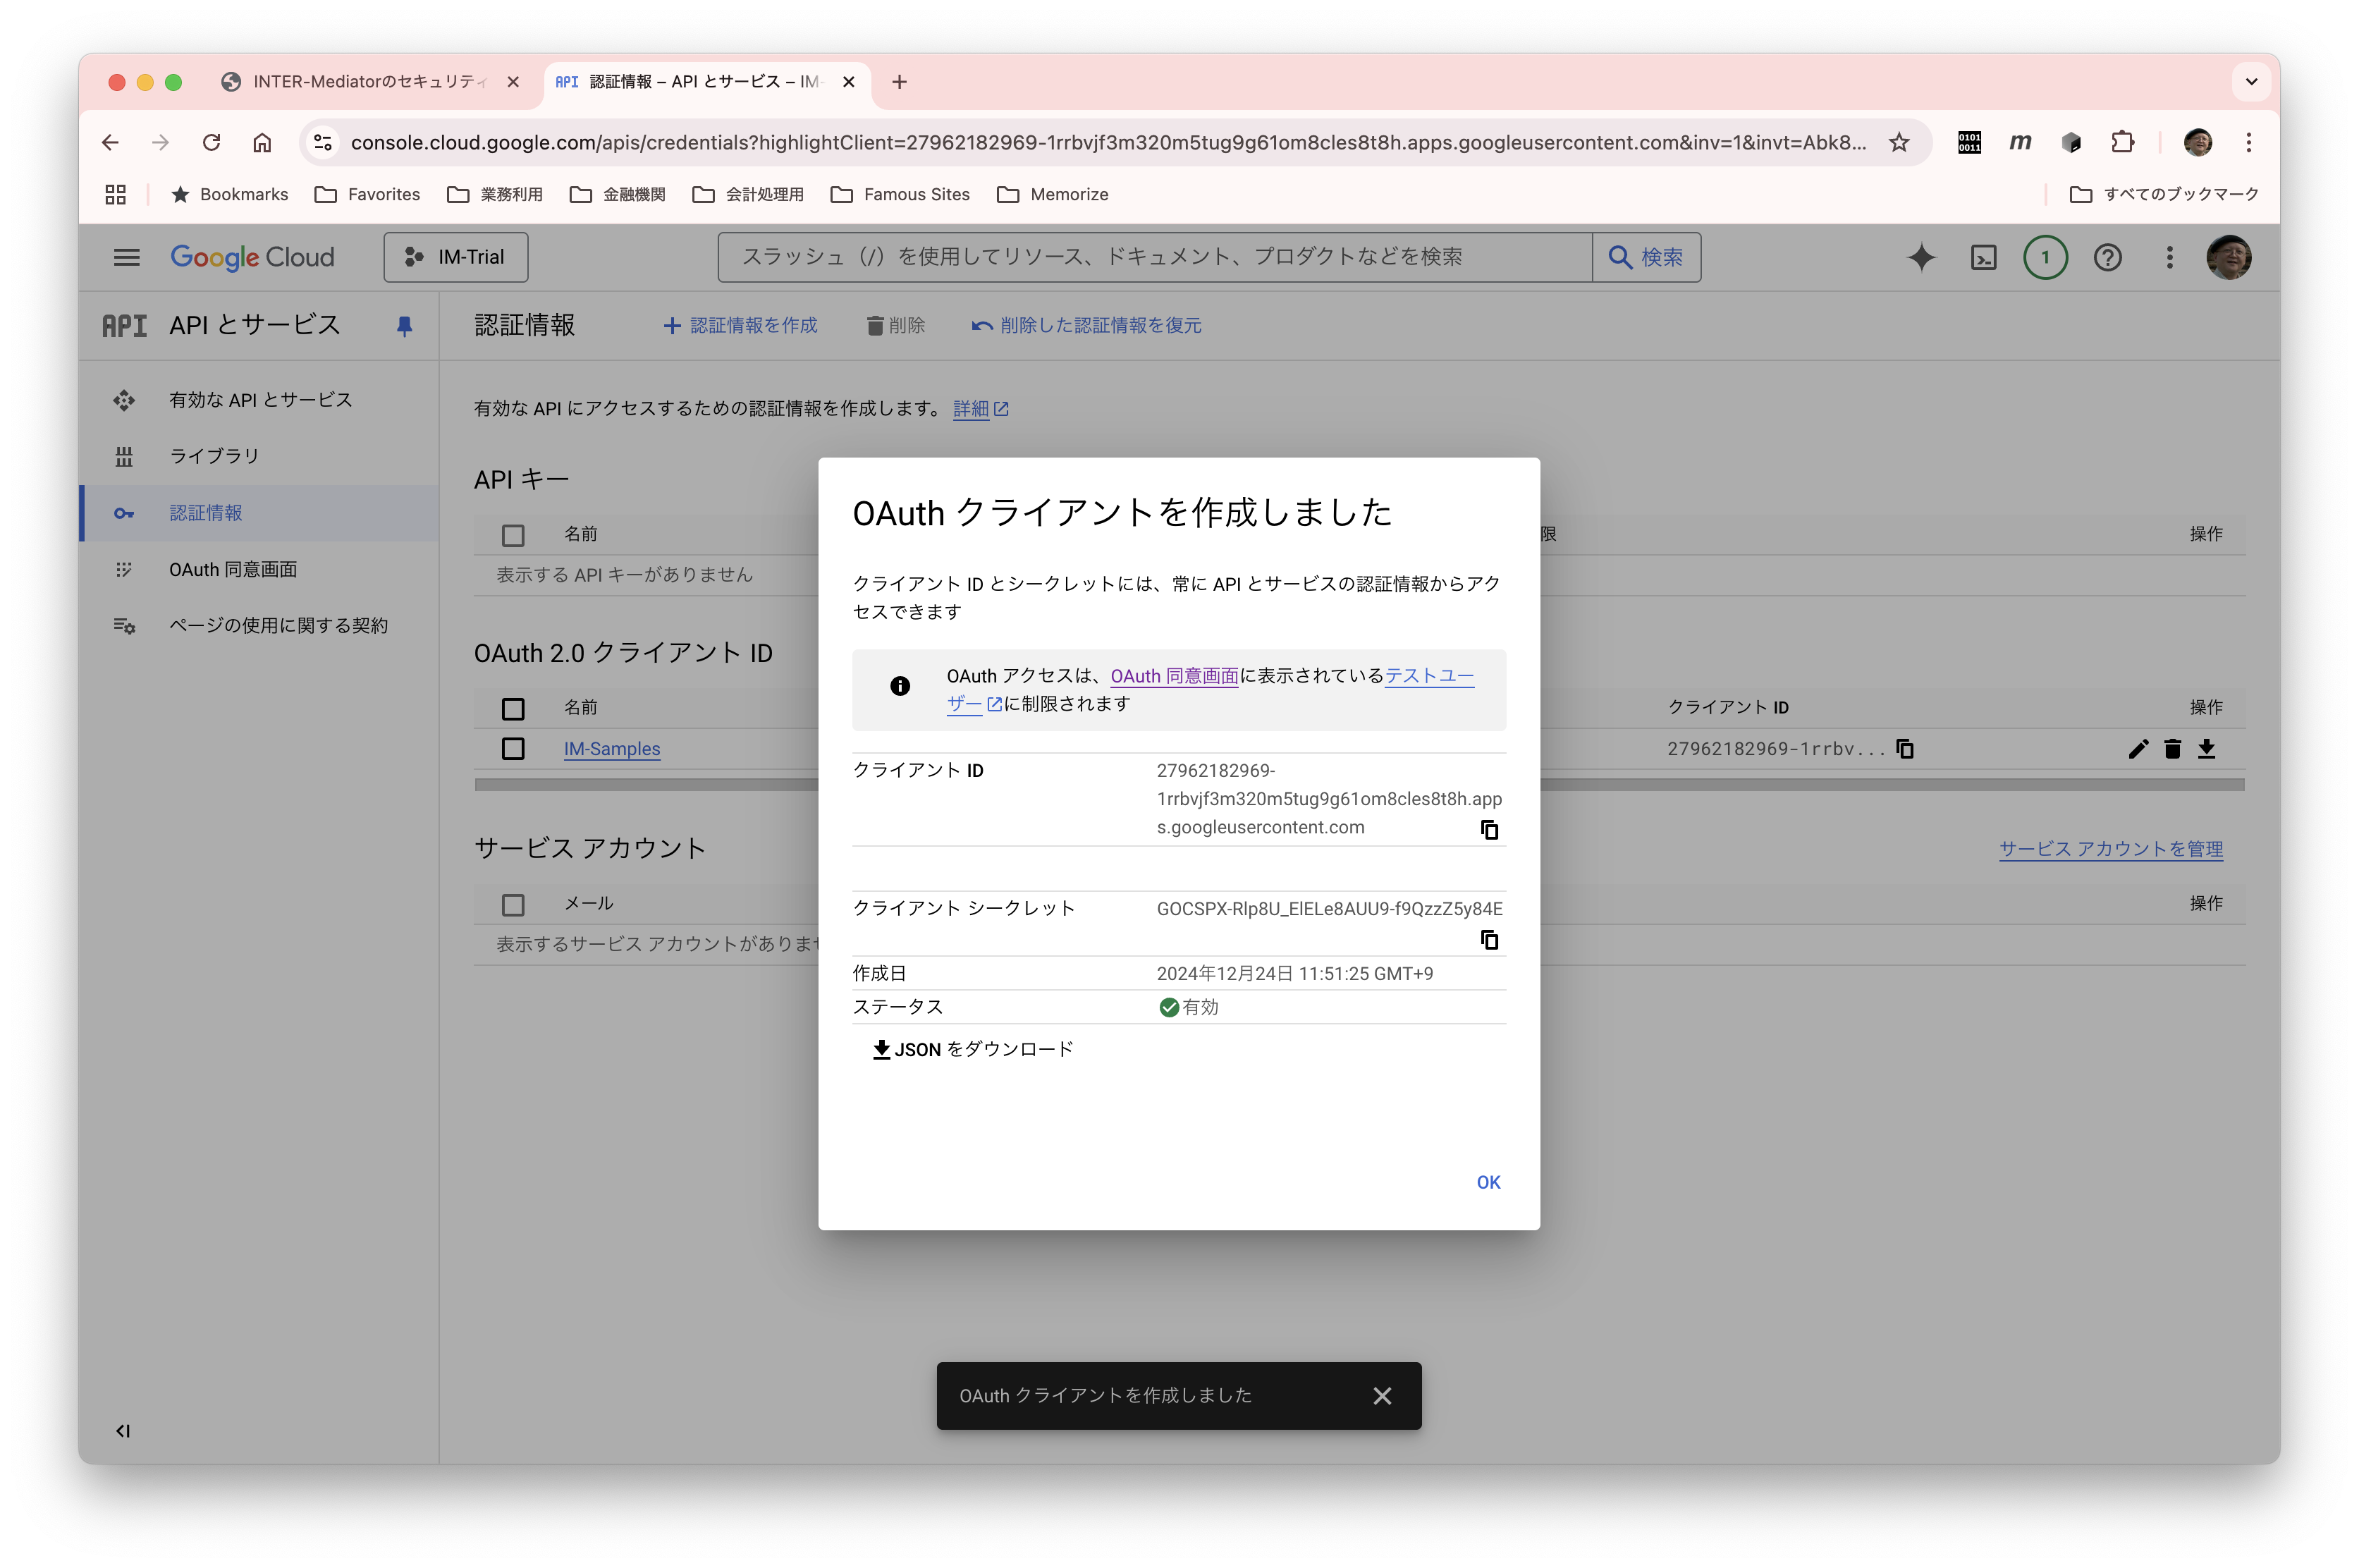 INTER-Mediatorのセキュリティ
API 認証情報 – API とサービス – IM-
console.cloud.google.com/apis/credentials?highlightClient=27962182969-1rrbvjf3m320m5tug9g61om8cles8t8h.apps.googleusercontent.com&inv=1&invt=Abk8...
0101
0011
m
Bookmarks
Favorites
業務利用
金融機関
会計処理用
Famous Sites
Memorize
すべてのブックマーク
Google Cloud
IM-Trial
スラッシュ（/）を使用してリソース、ドキュメント、プロダクトなどを検索
検索
1
API API とサービス
認証情報
認証情報を作成
削除
削除した認証情報を復元
有効な API とサービス
ライブラリ
認証情報
OAuth 同意画面
ページの使用に関する契約
有効な API にアクセスするための認証情報を作成します。 詳細
API キー
名前
限
操作
表示する API キーがありません
OAuth 2.0 クライアント ID
名前
クライアント ID
操作
IM-Samples
27962182969-1rrbv...
サービス アカウント
サービス アカウントを管理
メール
操作
表示するサービス アカウントがありませ
OAuth クライアントを作成しました
クライアント ID とシークレットには、常に API とサービスの認証情報からアク
セスできます
OAuth アクセスは、OAuth 同意画面に表示されているテストユー
ザーに制限されます
クライアント ID
27962182969-
1rrbvjf3m320m5tug9g61om8cles8t8h.app
s.googleusercontent.com
クライアント シークレット
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
作成日
2024年12月24日 11:51:25 GMT+9
ステータス
有効
JSON をダウンロード
OK
OAuth クライアントを作成しました